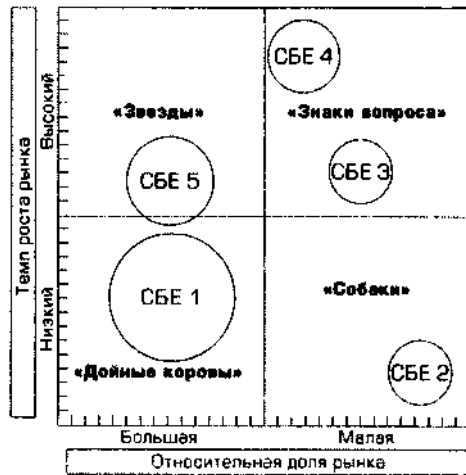 СБЕ 4
«Звезды»
«Знаки вопроса»
СБЕ 3
СБЕ 5
Темп роста рынка
Высокий
Низкий
СБЕ 1
«Собаки»
СБЕ 2
«Дойные коровы»
Большая
Малая
Относительная доля рынка